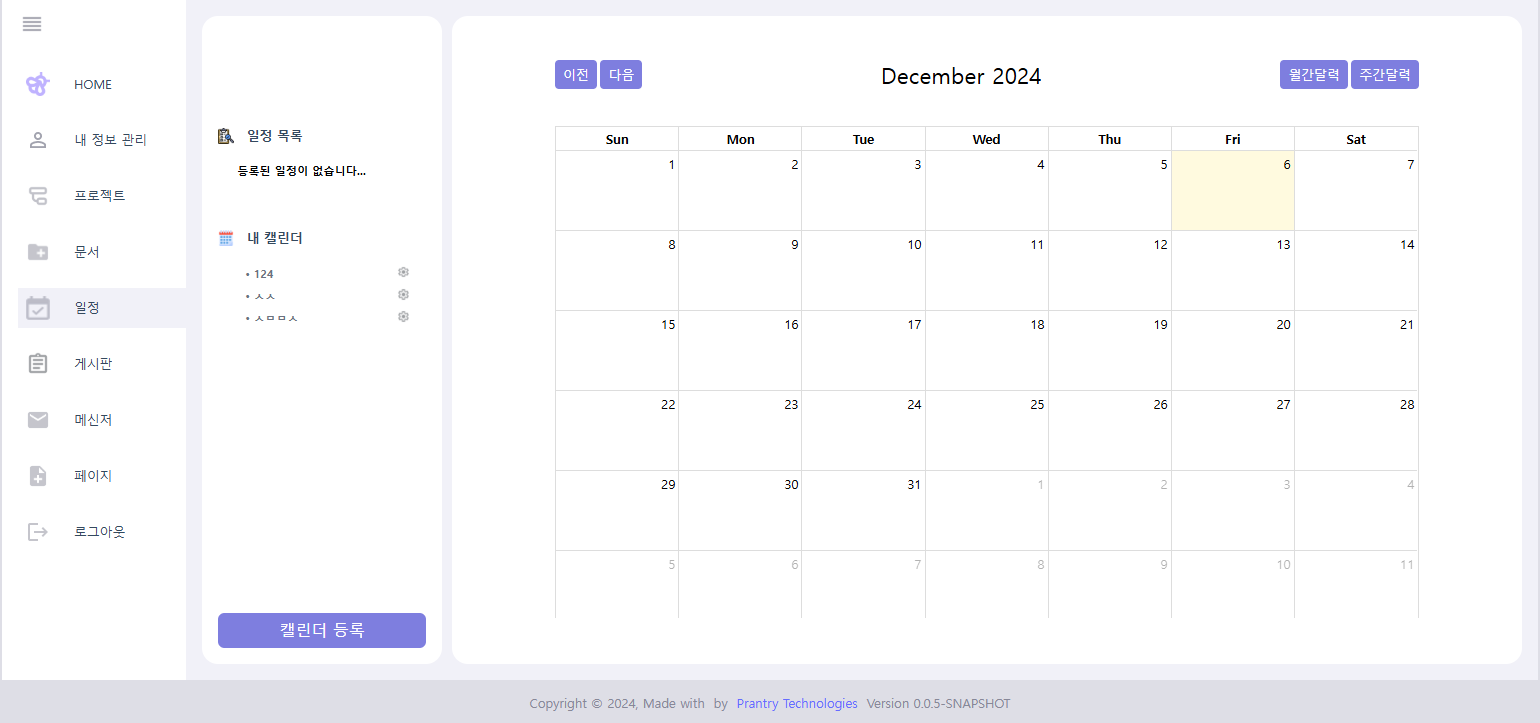 HOME
내 정보 관리
프로젝트
문서
일정
게시판
메신저
페이지
로그아웃
일정 목록
등록된 일정이 없습니다...
내 캘린더
• 124
• ㅅㅅ
• ㅅㅁㅁㅅ
캘린더 등록
이전 다음 December 2024 월간달력 주간달력
Sun Mon Tue Wed Thu Fri Sat
1 2 3 4 5 6 7
8 9 10 11 12 13 14
15 16 17 18 19 20 21
22 23 24 25 26 27 28
29 30 31 1 2 3 4
5 6 7 8 9 10 11
Copyright © 2024, Made with by Prantry Technologies Version 0.0.5-SNAPSHOT